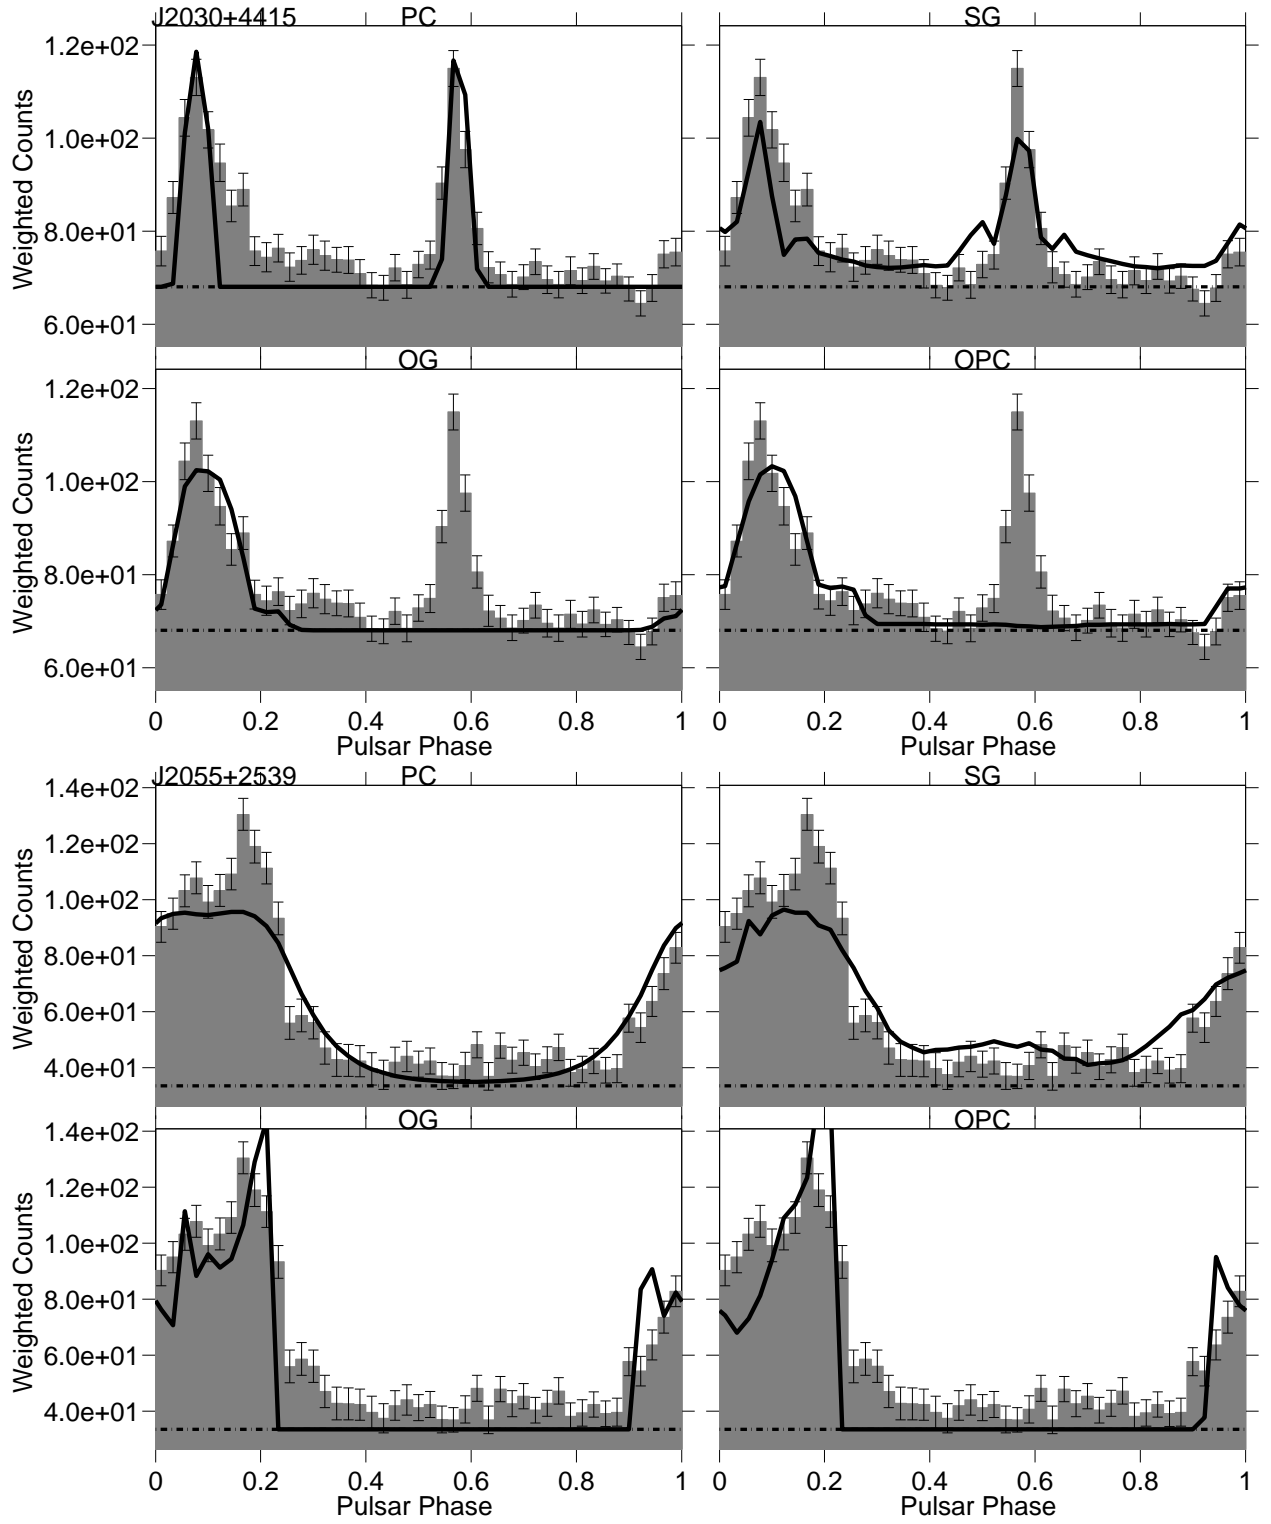 J2030+4415 PC SG
1.2e+02
1.0e+02
8.0e+01
6.0e+01
Weighted Counts
OG OPC
1.2e+02
1.0e+02
8.0e+01
6.0e+01
Weighted Counts
0 0.2 0.4 0.6 0.8 1 0 0.2 0.4 0.6 0.8 1
Pulsar Phase Pulsar Phase
J2055+2539 PC SG
1.4e+02
1.2e+02
1.0e+02
8.0e+01
6.0e+01
4.0e+01
Weighted Counts
OG OPC
1.4e+02
1.2e+02
1.0e+02
8.0e+01
6.0e+01
4.0e+01
Weighted Counts
0 0.2 0.4 0.6 0.8 1 0 0.2 0.4 0.6 0.8 1
Pulsar Phase Pulsar Phase